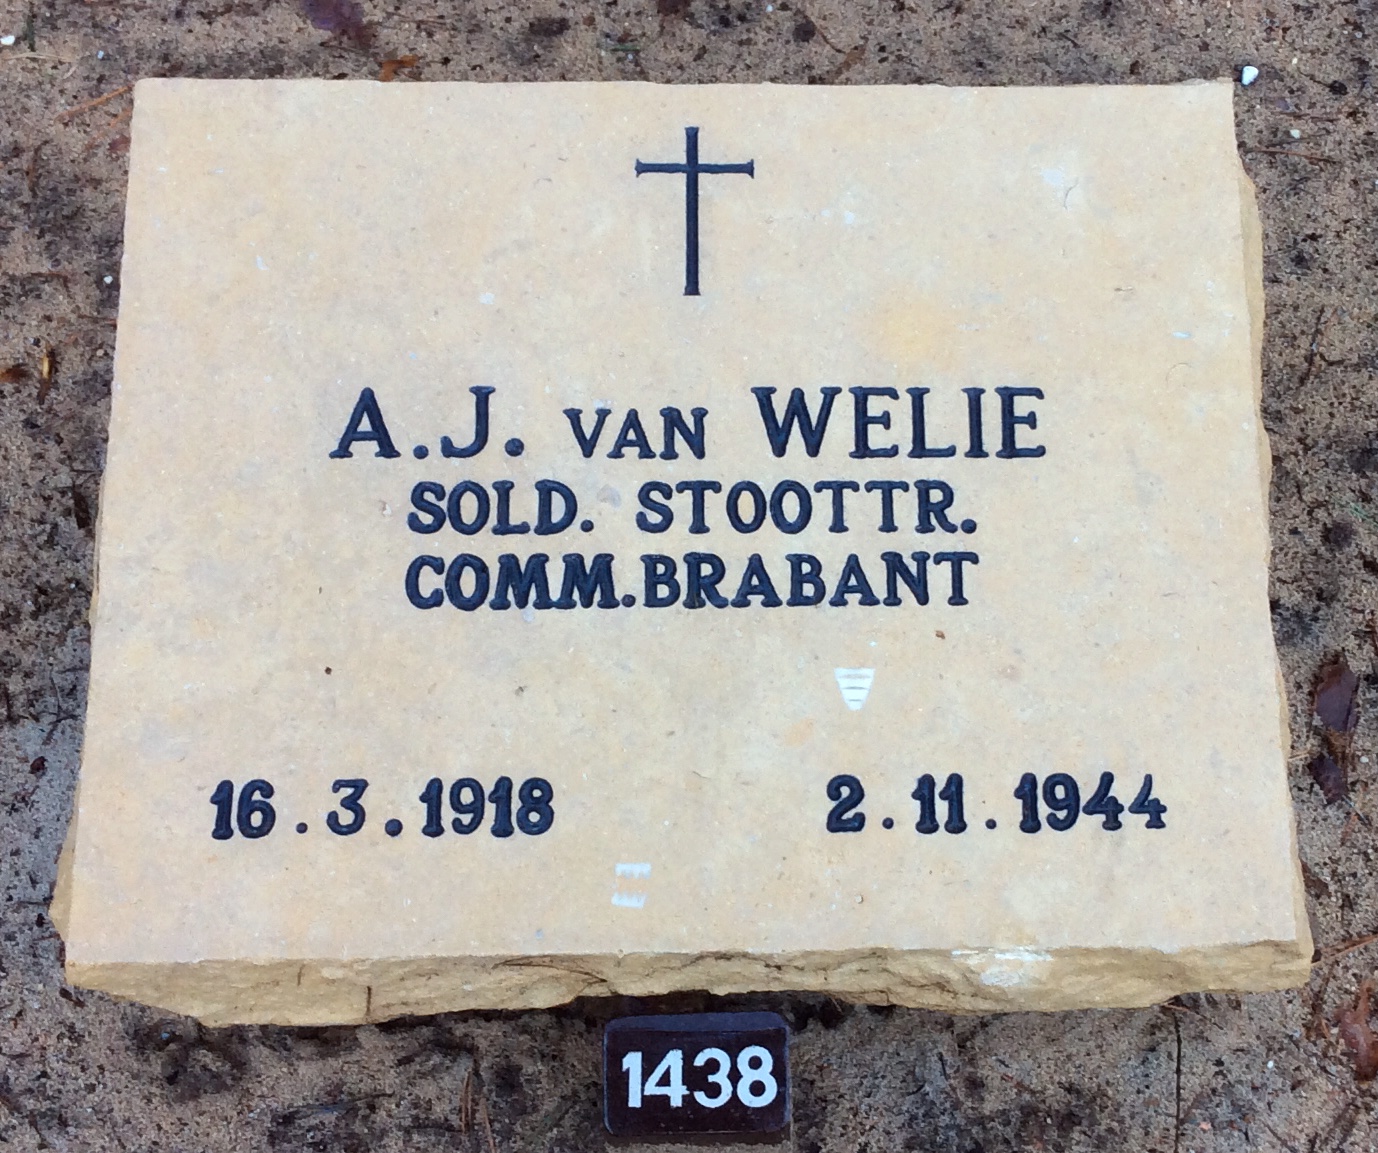 A.J. VAN WELIE
SOLD. STOOTTR.
COMM.BRABANT
16.3.1918 2.11.1944
1438